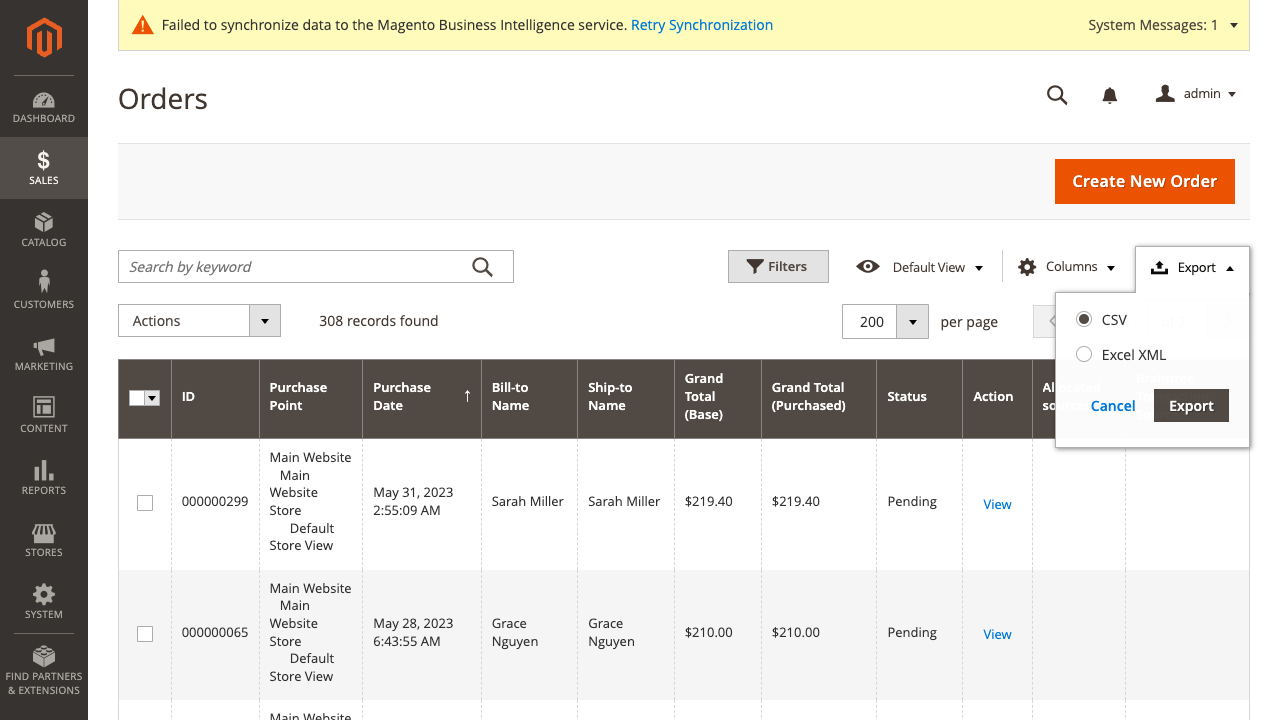 Failed to synchronize data to the Magento Business Intelligence service. Retry Synchronization
System Messages: 1
DASHBOARD
SALES
CATALOG
CUSTOMERS
MARKETING
CONTENT
REPORTS
STORES
SYSTEM
FIND PARTNERS
& EXTENSIONS
Orders
admin
Create New Order
Search by keyword
Filters
Default View
Columns
Export
Actions
308 records found
200
per page
CSV
Excel XML
Cancel
Export
ID
Purchase
Point
Purchase
Date
Bill-to
Name
Ship-to
Name
Grand
Total
(Base)
Grand Total
(Purchased)
Status
Action
000000299
Main Website
Main
Website
Store
Default
Store View
May 31, 2023
2:55:09 AM
Sarah Miller
Sarah Miller
$219.40
$219.40
Pending
View
000000065
Main Website
Main
Website
Store
Default
Store View
May 28, 2023
6:43:55 AM
Grace
Nguyen
Grace
Nguyen
$210.00
$210.00
Pending
View
Main Website